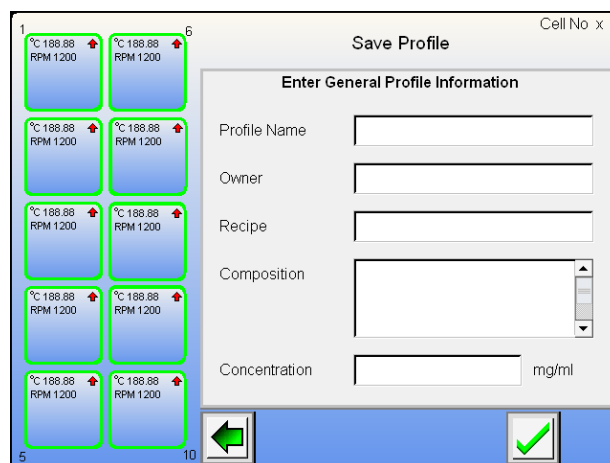 1
6
°C 188.88
RPM 1200
°C 188.88
RPM 1200
°C 188.88
RPM 1200
°C 188.88
RPM 1200
°C 188.88
RPM 1200
°C 188.88
RPM 1200
°C 188.88
RPM 1200
°C 188.88
RPM 1200
°C 188.88
RPM 1200
°C 188.88
RPM 1200
5
10
Cell No x
Save Profile
Enter General Profile Information
Profile Name
Owner
Recipe
Composition
Concentration mg/ml